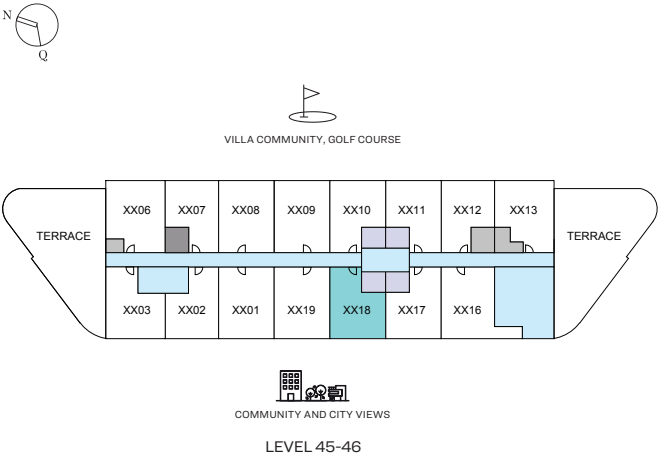 N
Q
VILLA COMMUNITY, GOLF COURSE
XX06 XX07 XX08 XX09 XX10 XX11 XX12 XX13
TERRACE TERRACE
XX03 XX02 XX01 XX19 XX18 XX17 XX16
COMMUNITY AND CITY VIEWS
LEVEL 45-46